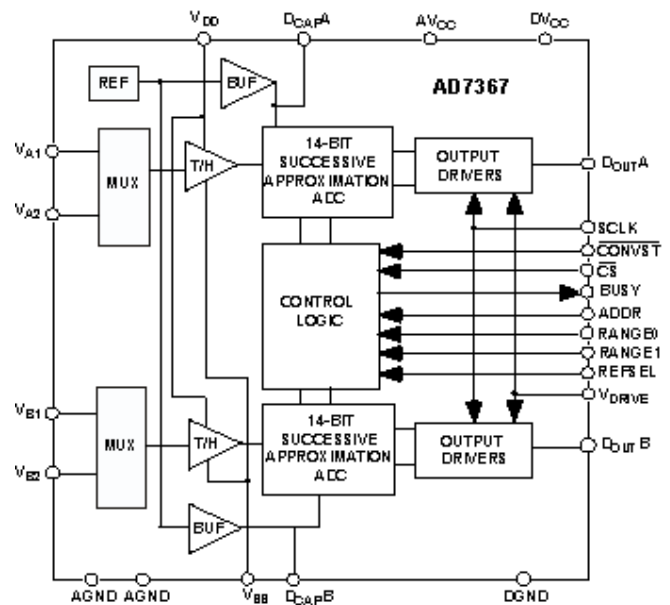 VDD
DCAPA
AVCC
DVCC
REF
BUF
AD7367
VA1
VA2
MUX
T/H
14-BIT
SUCCESSIVE
APPROXIMATION
ADC
OUTPUT
DRIVERS
DOUTA
SCLK
CONVST
CS
BUSY
ADDR
RANGE0
RANGE1
REFSEL
VDRIVE
CONTROL
LOGIC
VB1
VB2
MUX
T/H
14-BIT
SUCCESSIVE
APPROXIMATION
ADC
OUTPUT
DRIVERS
DOUTB
BUF
AGND
AGND
VBB
DCAPB
DGND